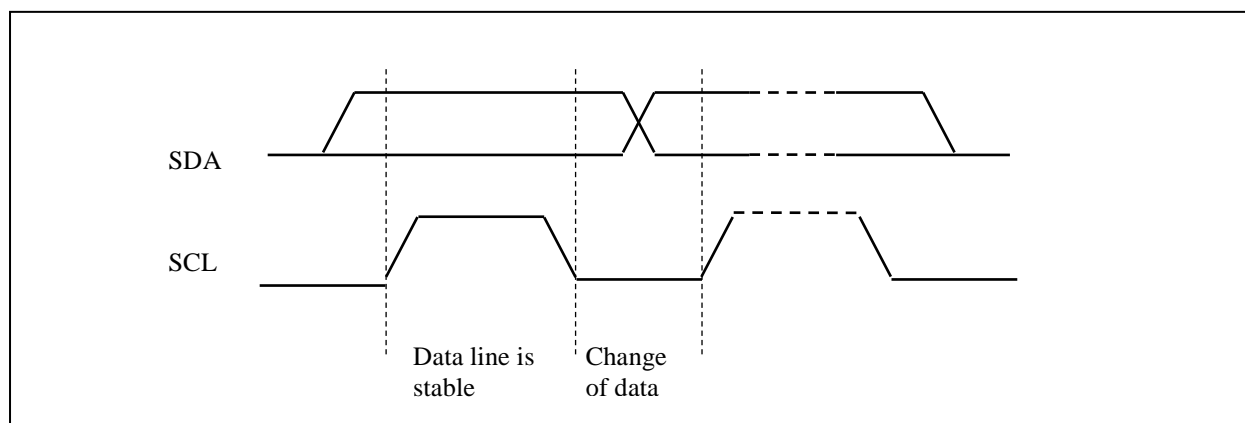 SDA
SCL
Data line is
stable
Change
of data